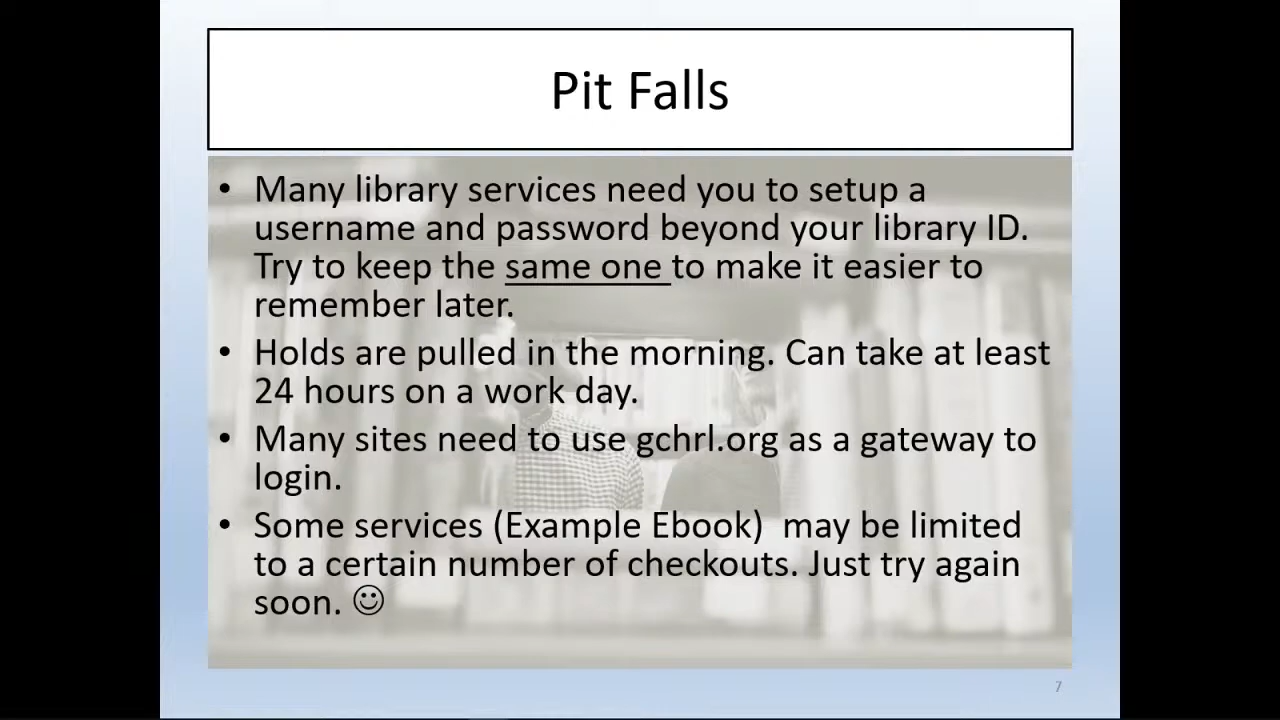 Pit Falls
• Many library services need you to setup a
username and password beyond your library ID.
Try to keep the same one to make it easier to
remember later.
• Holds are pulled in the morning. Can take at least
24 hours on a work day.
• Many sites need to use gchrl.org as a gateway to
login.
• Some services (Example Ebook)  may be limited
to a certain number of checkouts. Just try again
soon. ☺
7